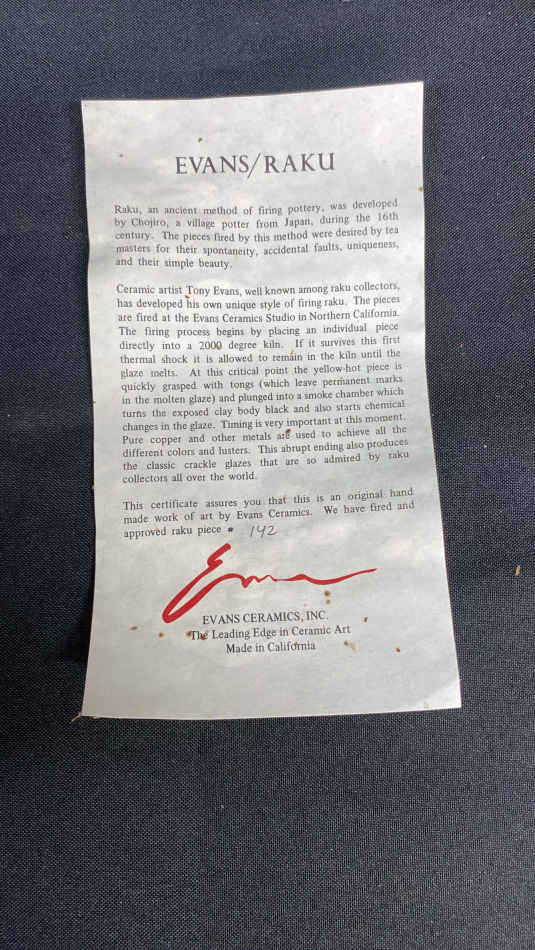 EVANS/RAKU
Raku, an ancient method of firing pottery, was developed
by Chojiro, a village potter from Japan, during the 16th
century. The pieces fired by this method were desired by tea
masters for their spontaneity, accidental faults, uniqueness,
and their simple beauty.
Ceramic artist Tony Evans, well known among raku collectors,
has developed his own unique style of firing raku. The pieces
are fired at the Evans Ceramics Studio in Northern California.
The firing process begins by placing an individual piece
directly into a 2000 degree kiln. If it survives this first
thermal shock it is allowed to remain in the kiln until the
glaze melts. At this critical point the yellow-hot piece is
quickly grasped with tongs (which leave permanent marks
in the molten glaze) and plunged into a smoke chamber which
turns the exposed clay body black and also starts chemical
changes in the glaze. Timing is very important at this moment.
Pure copper and other metals are used to achieve all the
different colors and lusters. This abrupt ending also produces
the classic crackle glazes that are so admired by raku
collectors all over the world.
This certificate assures you that this is an original hand
made work of art by Evans Ceramics. We have fired and
approved raku piece # 142
Evans
EVANS CERAMICS, INC.
The Leading Edge in Ceramic Art
Made in California